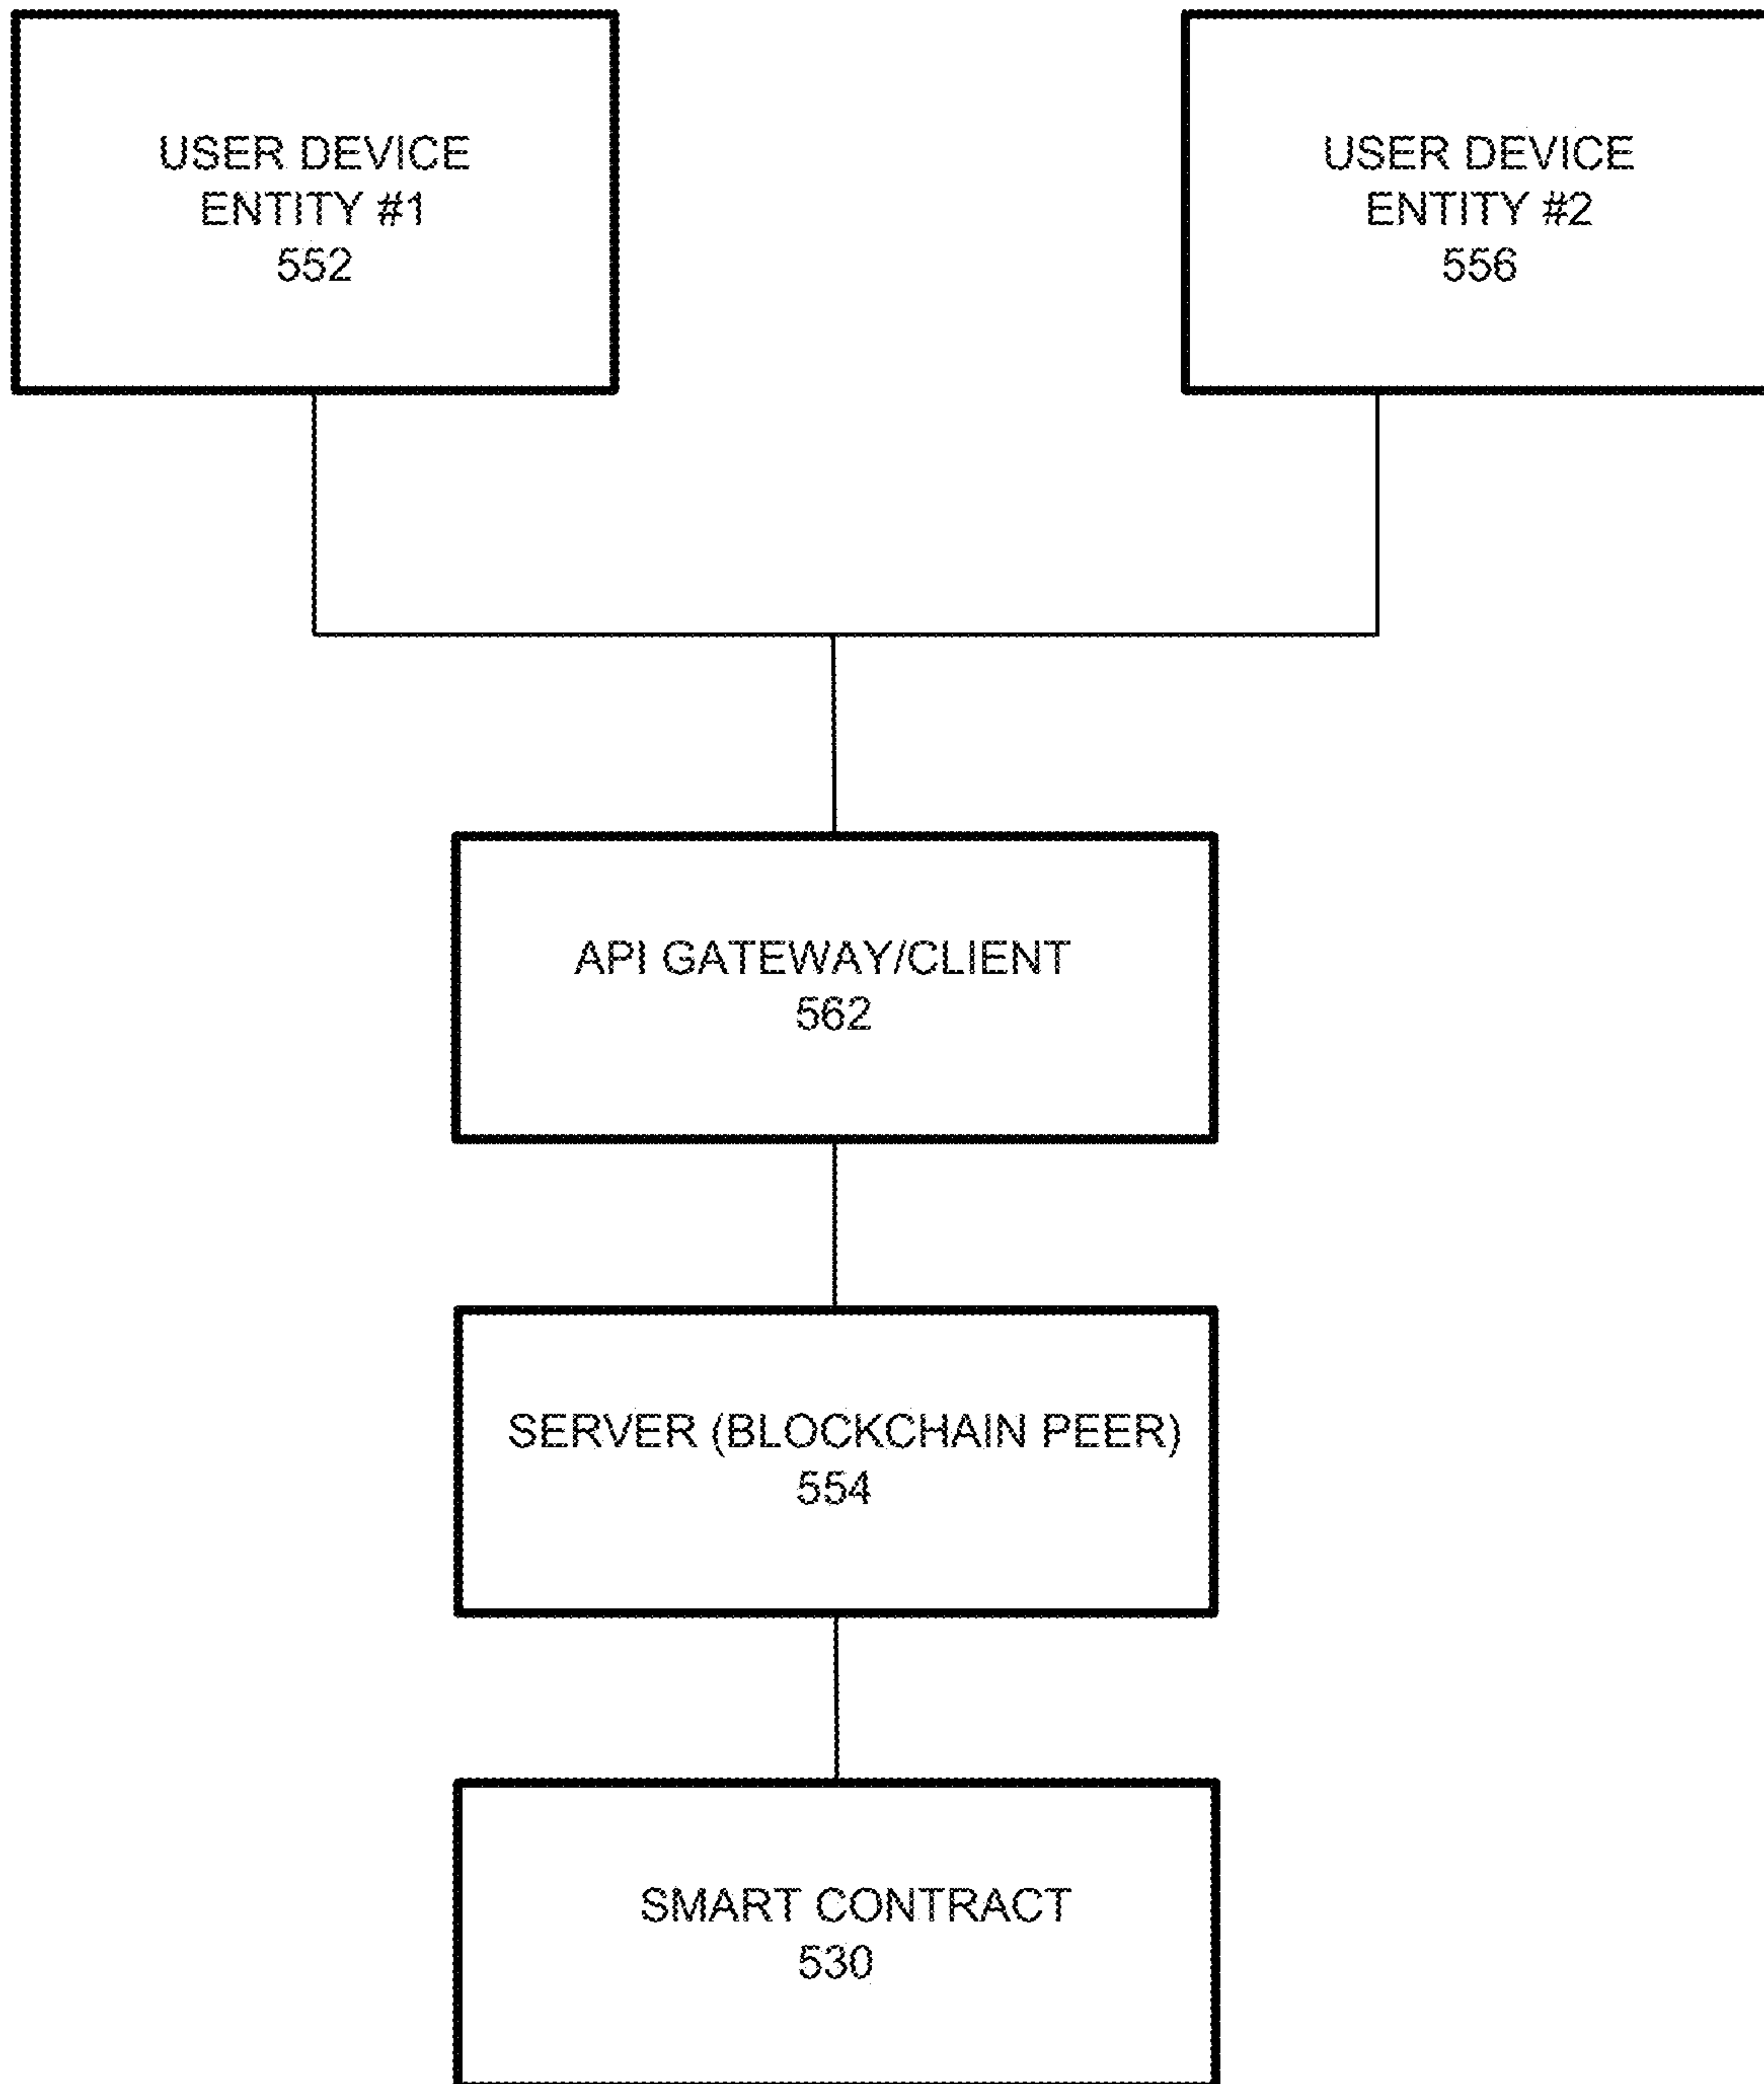 USER DEVICE
ENTITY #1
552
USER DEVICE
ENTITY #2
556
API GATEWAY/CLIENT
562
SERVER (BLOCKCHAIN PEER)
554
SMART CONTRACT
530